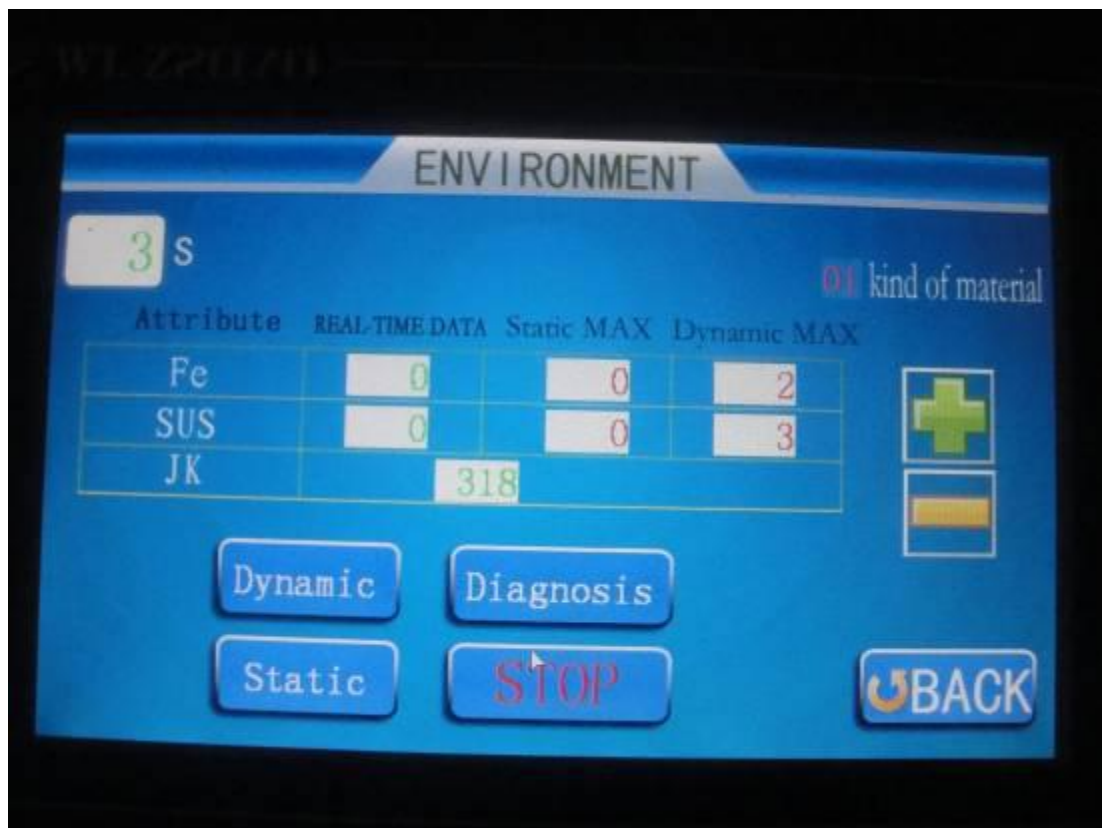 ENVIRONMENT
3 S
01 kind of material
Attribute REAL-TIME DATA Static MAX Dynamic MAX
Fe 0 0 2
SUS 0 0 3
JK 318
Dynamic Diagnosis
Static STOP
BACK